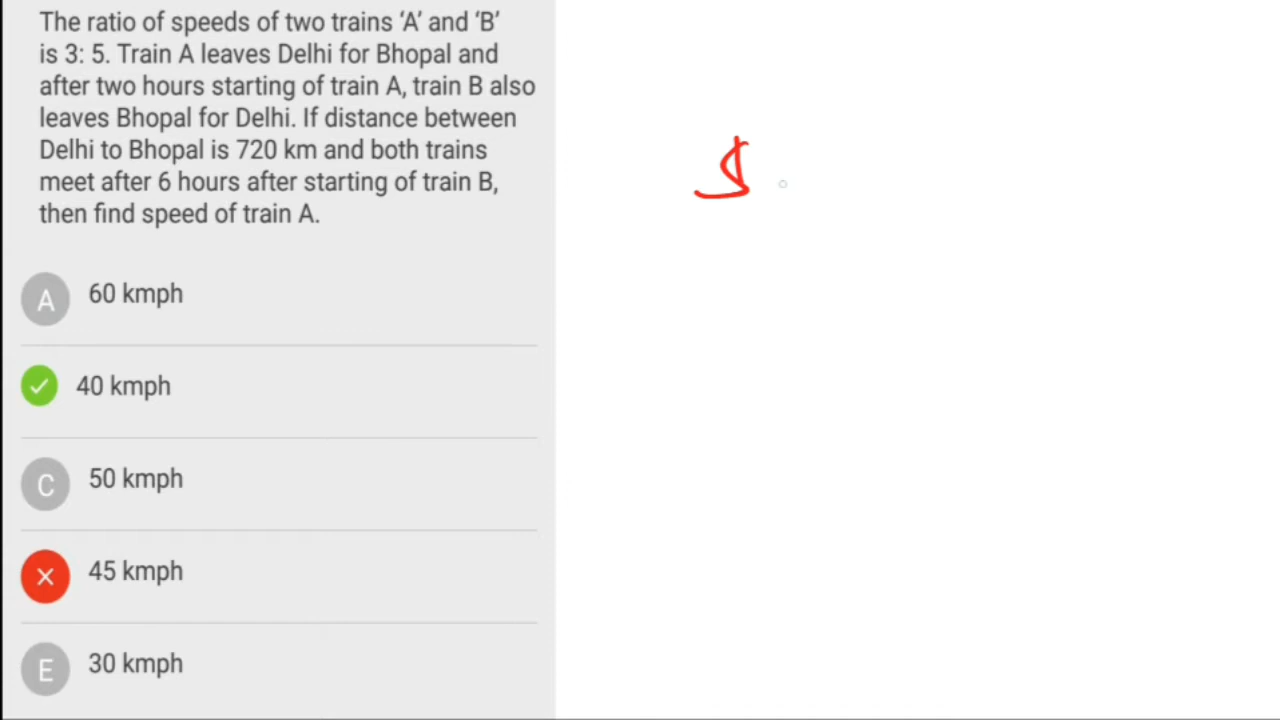 The ratio of speeds of two trains ‘A’ and ‘B’
is 3: 5. Train A leaves Delhi for Bhopal and
after two hours starting of train A, train B also
leaves Bhopal for Delhi. If distance between
Delhi to Bhopal is 720 km and both trains
meet after 6 hours after starting of train B,
then find speed of train A.
A 60 kmph
40 kmph
C 50 kmph
45 kmph
E 30 kmph